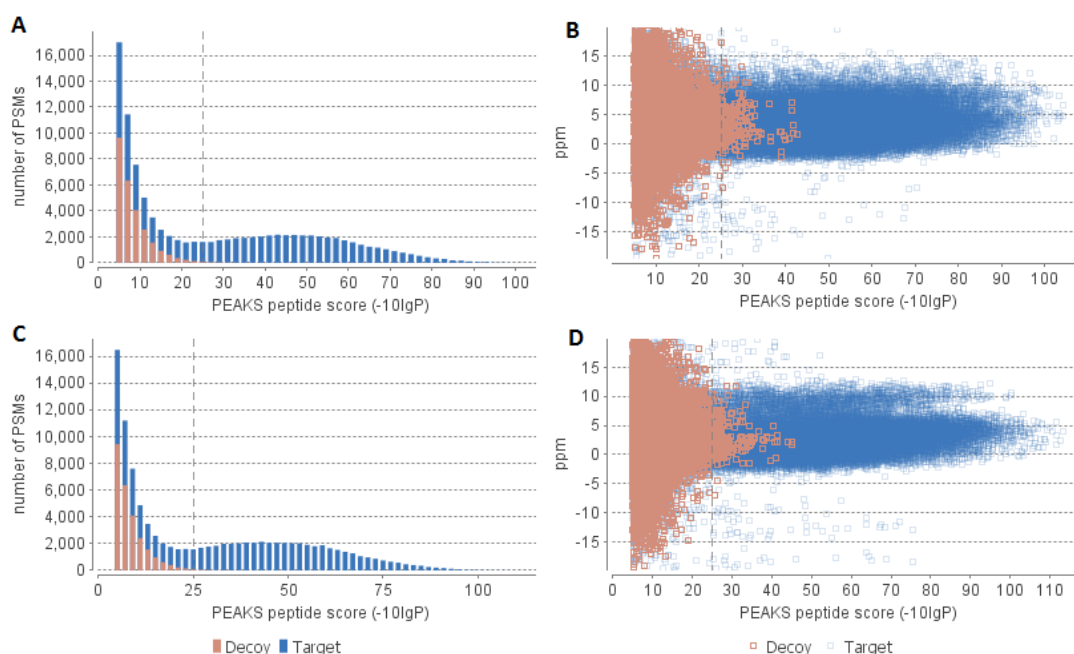 A
number of PSMs
16,000
14,000
12,000
10,000
8,000
6,000
4,000
2,000
0
0 10 20 30 40 50 60 70 80 90 100
PEAKS peptide score (-10lgP)
B
ppm
15
10
5
0
-5
-10
-15
10 20 30 40 50 60 70 80 90 100
PEAKS peptide score (-10lgP)
C
number of PSMs
16,000
14,000
12,000
10,000
8,000
6,000
4,000
2,000
0
0 25 50 75 100
PEAKS peptide score (-10lgP)
Decoy Target
D
ppm
15
10
5
0
-5
-10
-15
10 20 30 40 50 60 70 80 90 100 110
PEAKS peptide score (-10lgP)
Decoy Target